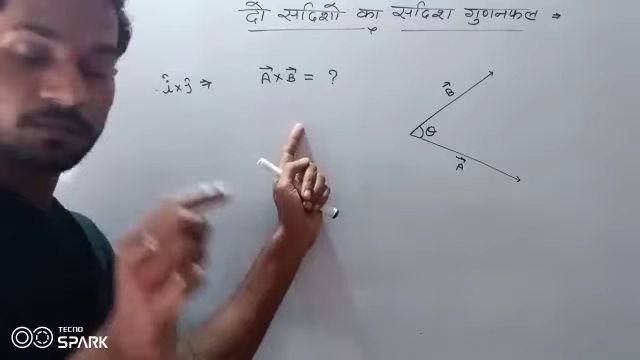 दो सदिशो का सदिश गुणनफल ⇒
î × ĵ ⇒
A⃗ × B⃗ = ?
B⃗
θ
A⃗
TECNO
SPARK